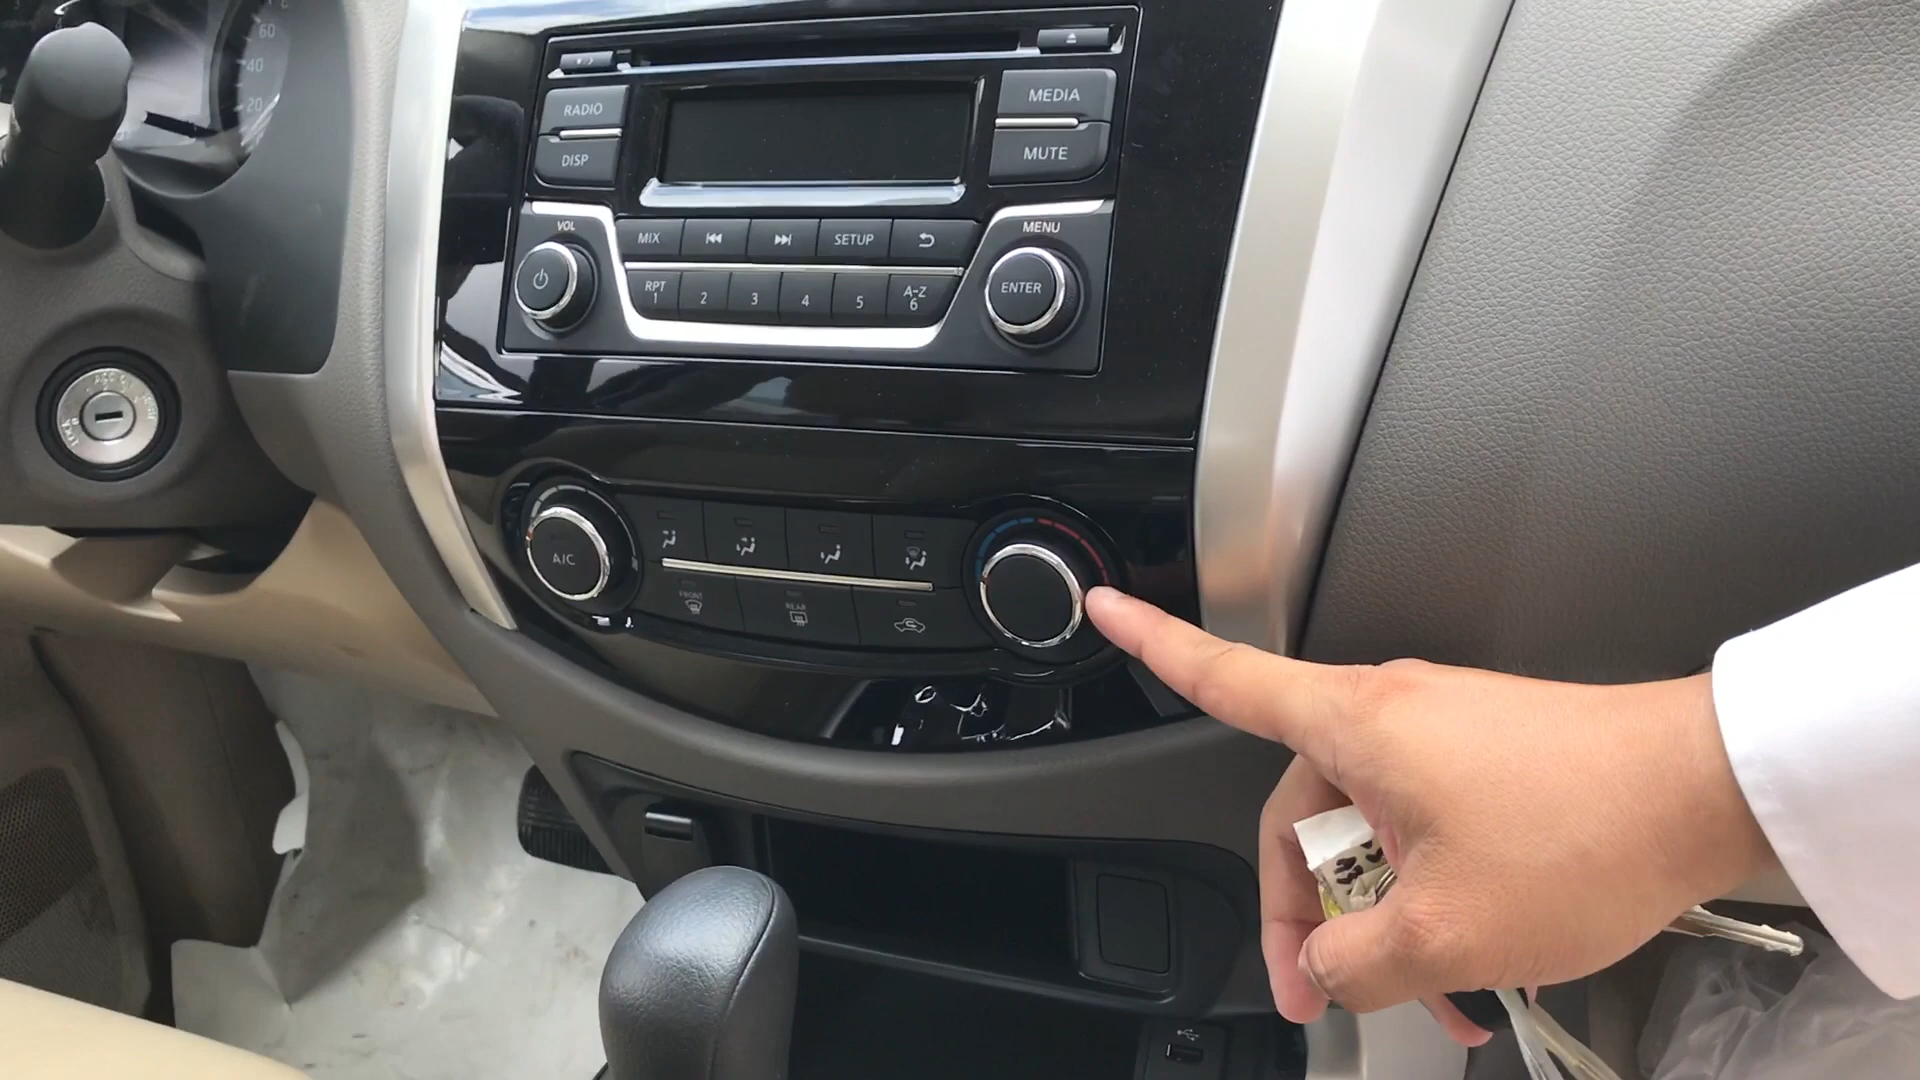 60
40
20
RADIO
DISP
MEDIA
MUTE
VOL
MIX
SETUP
MENU
ENTER
RPT
1
2
3
4
5
A-Z
6
LOCK
A/C
FRONT
REAR